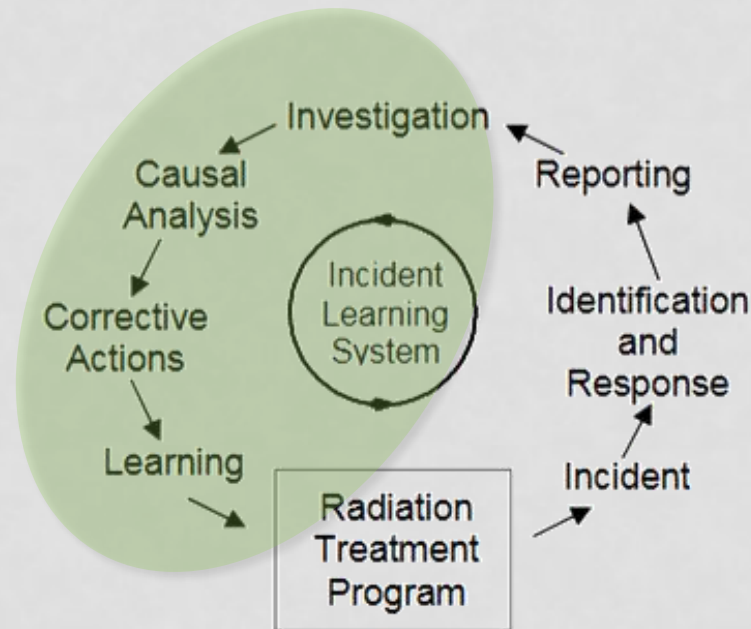 Investigation
Causal
Analysis
Reporting
Incident
Learning
System
Corrective
Actions
Identification
and
Response
Learning
Incident
Radiation
Treatment
Program